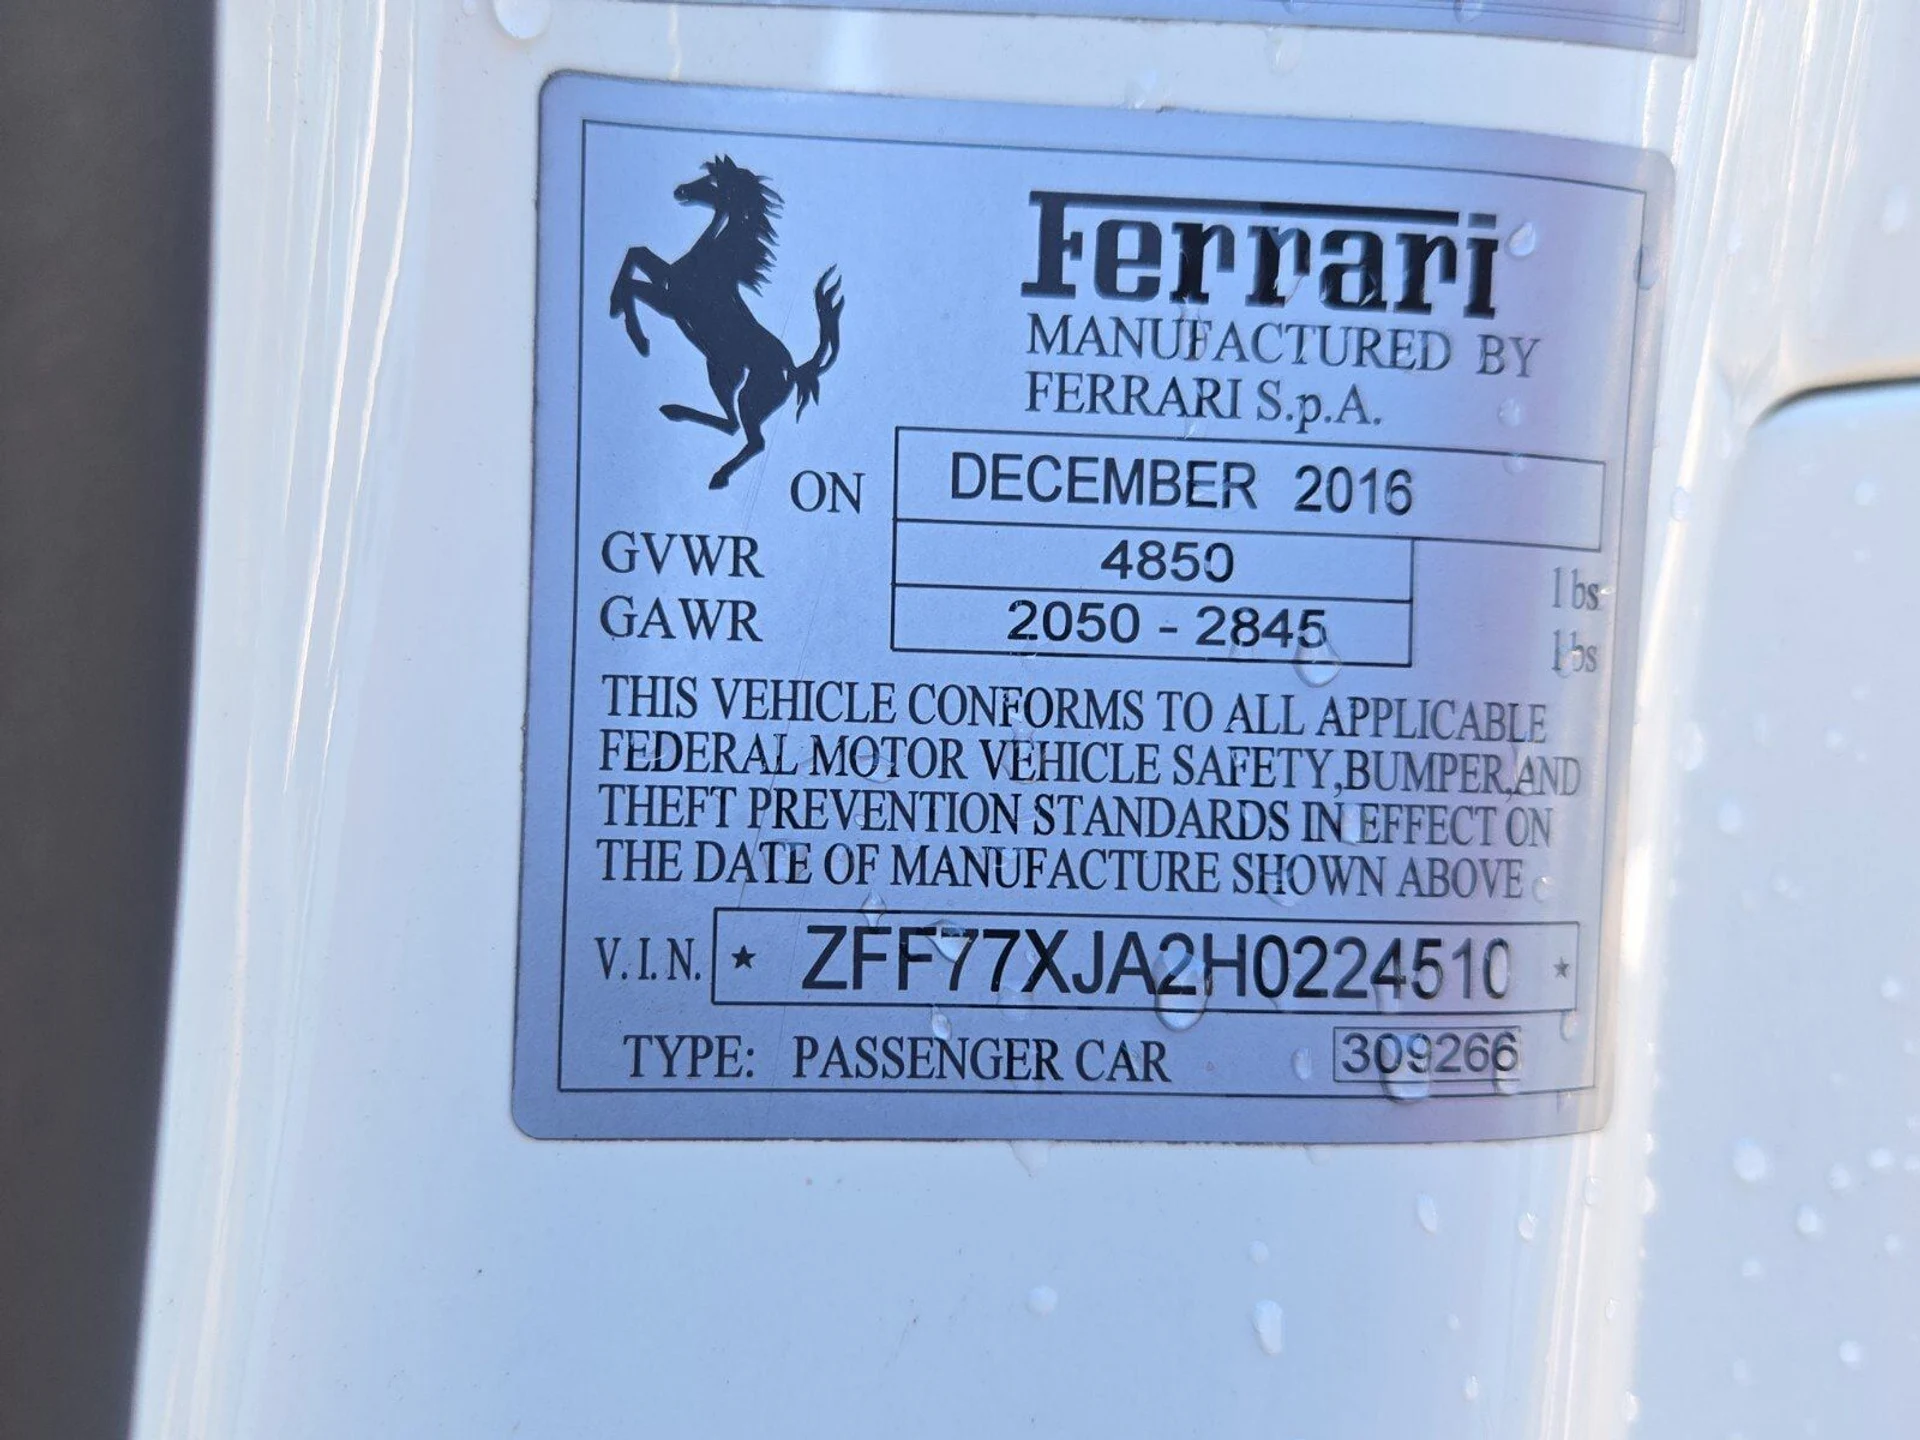 Ferrari
MANUFACTURED BY
FERRARI S.p.A.
ON DECEMBER 2016
GVWR 4850 lbs
GAWR 2050 - 2845 lbs
THIS VEHICLE CONFORMS TO ALL APPLICABLE
FEDERAL MOTOR VEHICLE SAFETY,BUMPER,AND
THEFT PREVENTION STANDARDS IN EFFECT ON
THE DATE OF MANUFACTURE SHOWN ABOVE
V.I.N. ★ ZFF77XJA2H0224510 ★
TYPE: PASSENGER CAR 309266